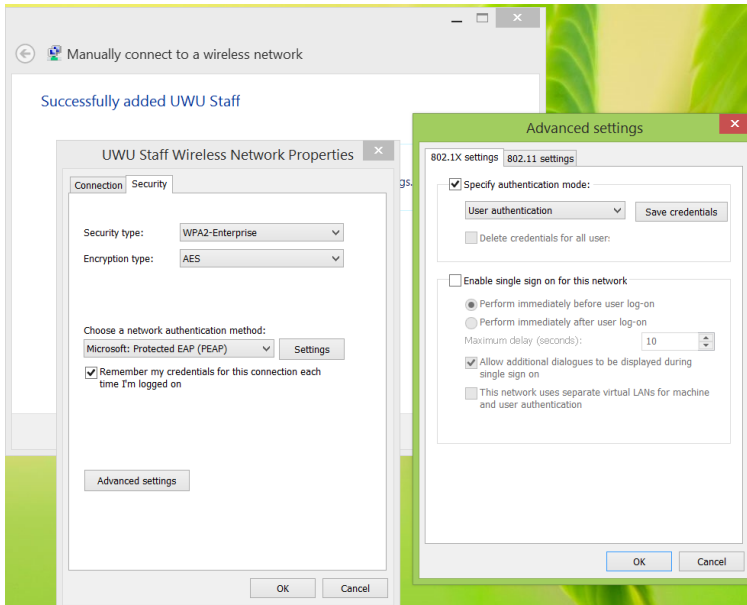 Manually connect to a wireless network
Successfully added UWU Staff
gs.
UWU Staff Wireless Network Properties
Connection Security
Security type: WPA2-Enterprise
Encryption type: AES
Choose a network authentication method:
Microsoft: Protected EAP (PEAP) Settings
Remember my credentials for this connection each
time I'm logged on
Advanced settings
OK Cancel
Advanced settings
802.1X settings 802.11 settings
Specify authentication mode:
User authentication Save credentials
Delete credentials for all user:
Enable single sign on for this network
Perform immediately before user log-on
Perform immediately after user log-on
Maximum delay (seconds): 10
Allow additional dialogues to be displayed during
single sign on
This network uses separate virtual LANs for machine
and user authentication
OK Cancel